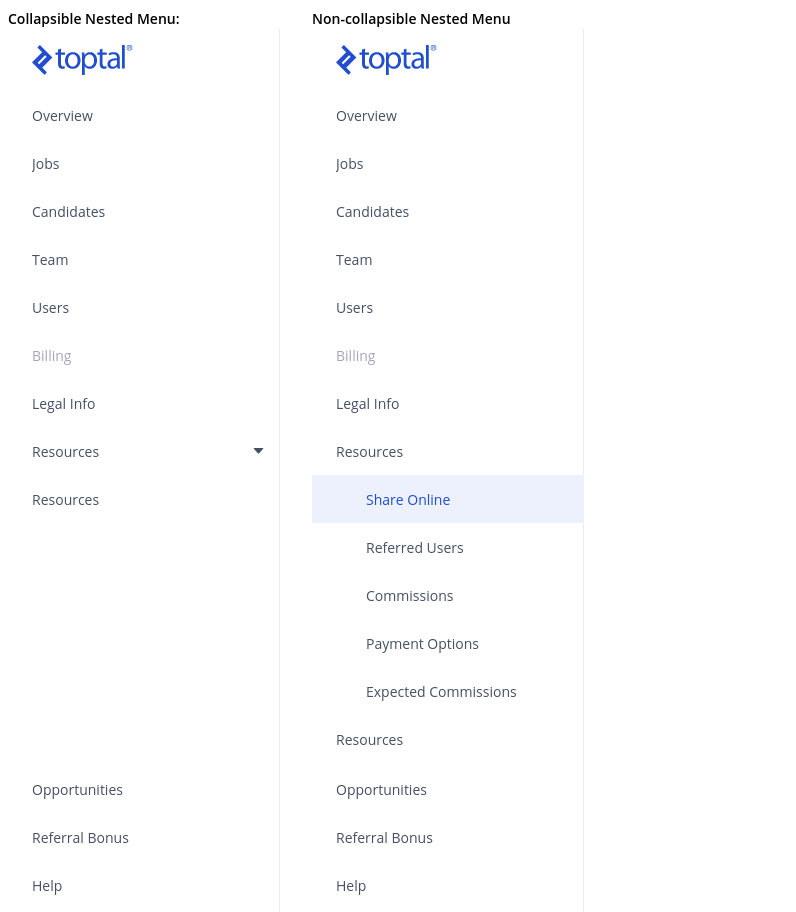 Collapsible Nested Menu:
toptal®
Overview
Jobs
Candidates
Team
Users
Billing
Legal Info
Resources
Resources
Opportunities
Referral Bonus
Help
Non-collapsible Nested Menu
toptal®
Overview
Jobs
Candidates
Team
Users
Billing
Legal Info
Resources
Share Online
Referred Users
Commissions
Payment Options
Expected Commissions
Resources
Opportunities
Referral Bonus
Help